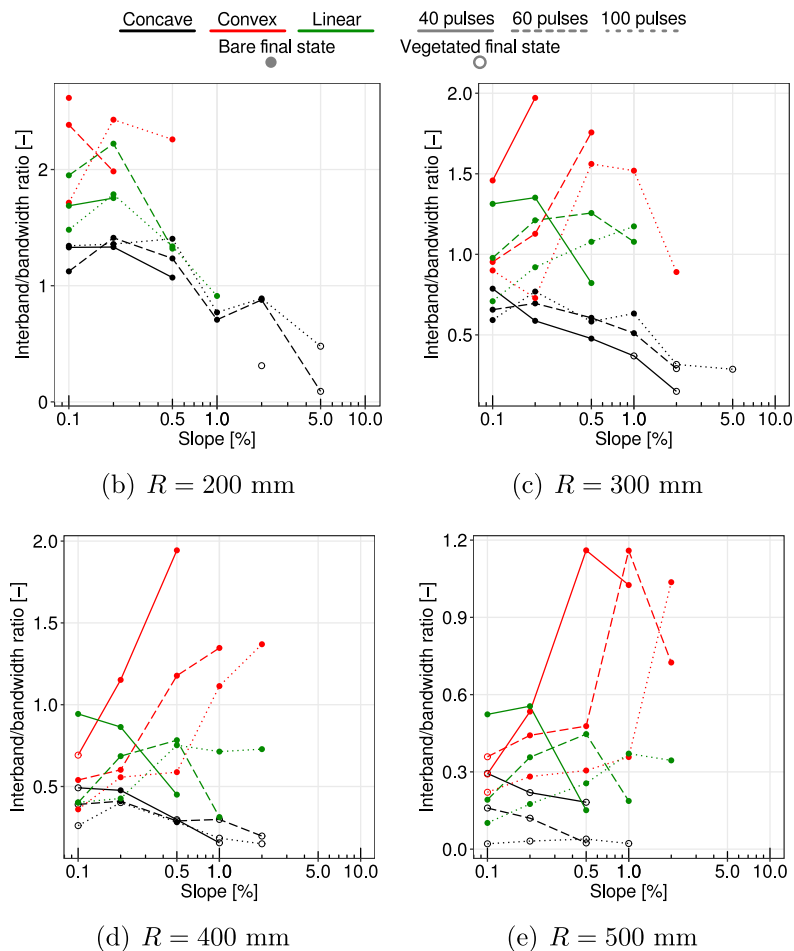 Concave Convex Linear 40 pulses 60 pulses 100 pulses
Bare final state Vegetated final state
Interband/bandwidth ratio [−]
2
1
0
0.1 0.5 1.0 5.0 10.0
Slope [%]
(b) R = 200 mm
Interband/bandwidth ratio [−]
2.0
1.5
1.0
0.5
0.1 0.5 1.0 5.0 10.0
Slope [%]
(c) R = 300 mm
Interband/bandwidth ratio [−]
2.0
1.5
1.0
0.5
0.1 0.5 1.0 5.0 10.0
Slope [%]
(d) R = 400 mm
Interband/bandwidth ratio [−]
1.2
0.9
0.6
0.3
0.0
0.1 0.5 1.0 5.0 10.0
Slope [%]
(e) R = 500 mm